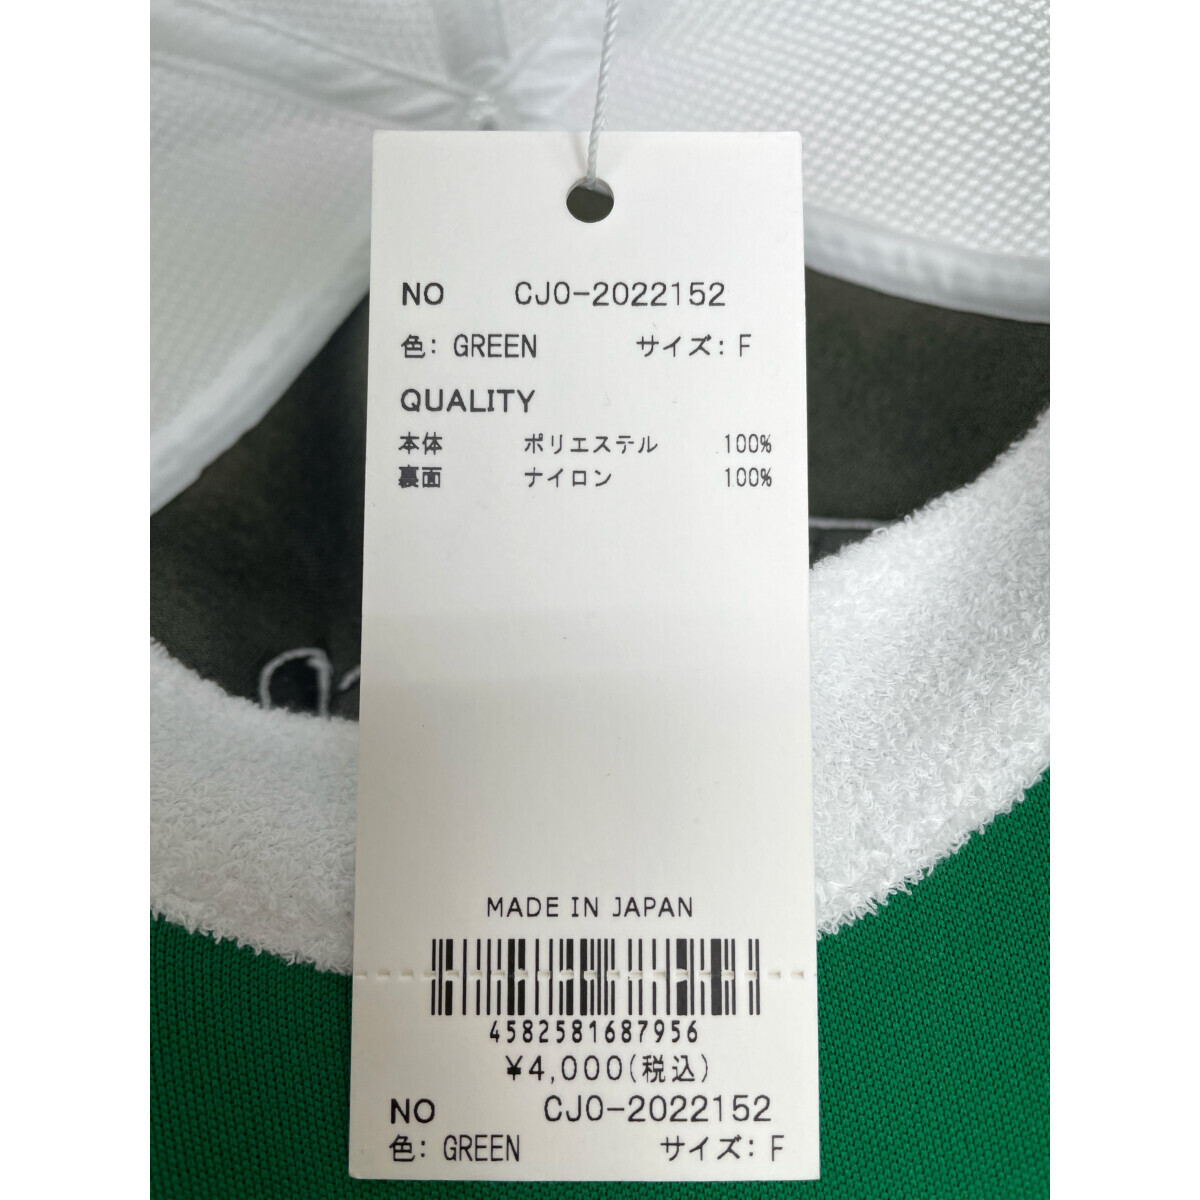 NO CJ0-2022152
色: GREEN サイズ: F
QUALITY
本体 ポリエステル 100%
裏面 ナイロン 100%
MADE IN JAPAN
4582581687956
¥4,000(税込)
NO CJ0-2022152
色: GREEN サイズ: F